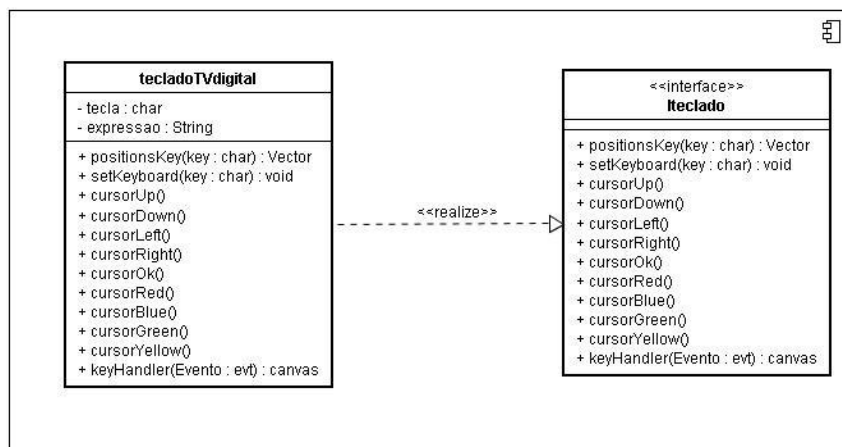 tecladoTVdigital
- tecla : char
- expressao : String
+ positionsKey(key : char) : Vector
+ setKeyboard(key : char) : void
+ cursorUp()
+ cursorDown()
+ cursorLeft()
+ cursorRight()
+ cursorOk()
+ cursorRed()
+ cursorBlue()
+ cursorGreen()
+ cursorYellow()
+ keyHandler(Evento : evt) : canvas
<<realize>>
<<interface>>
Iteclado
+ positionsKey(key : char) : Vector
+ setKeyboard(key : char) : void
+ cursorUp()
+ cursorDown()
+ cursorLeft()
+ cursorRight()
+ cursorOk()
+ cursorRed()
+ cursorBlue()
+ cursorGreen()
+ cursorYellow()
+ keyHandler(Evento : evt) : canvas